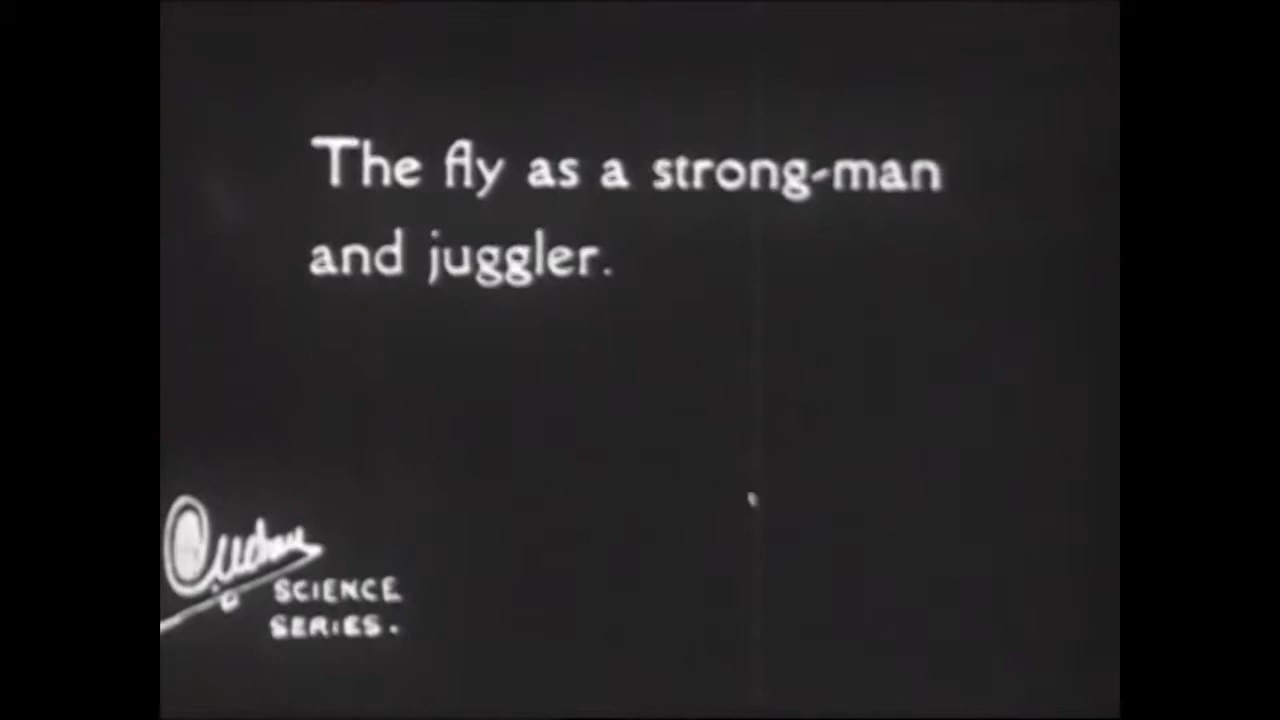 The fly as a strong-man
and juggler.
SCIENCE
SERIES.